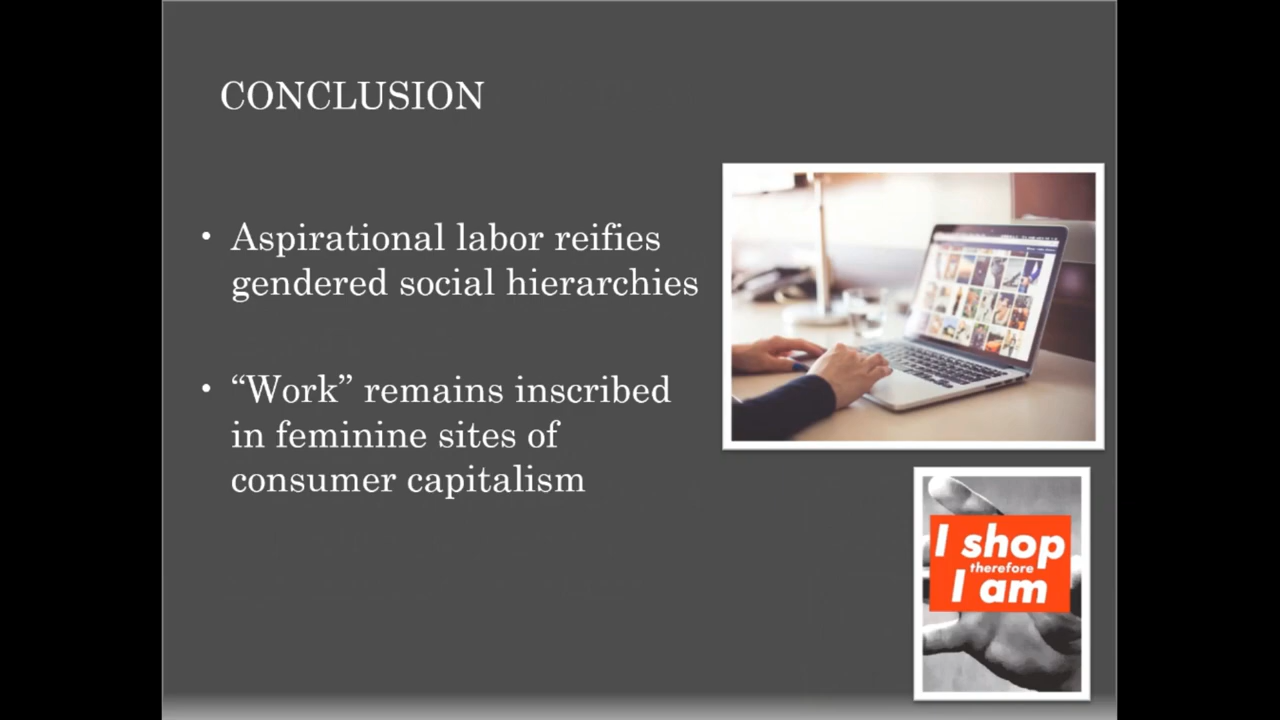 CONCLUSION
• Aspirational labor reifies
gendered social hierarchies
• “Work” remains inscribed
in feminine sites of
consumer capitalism
I shop
therefore
I am